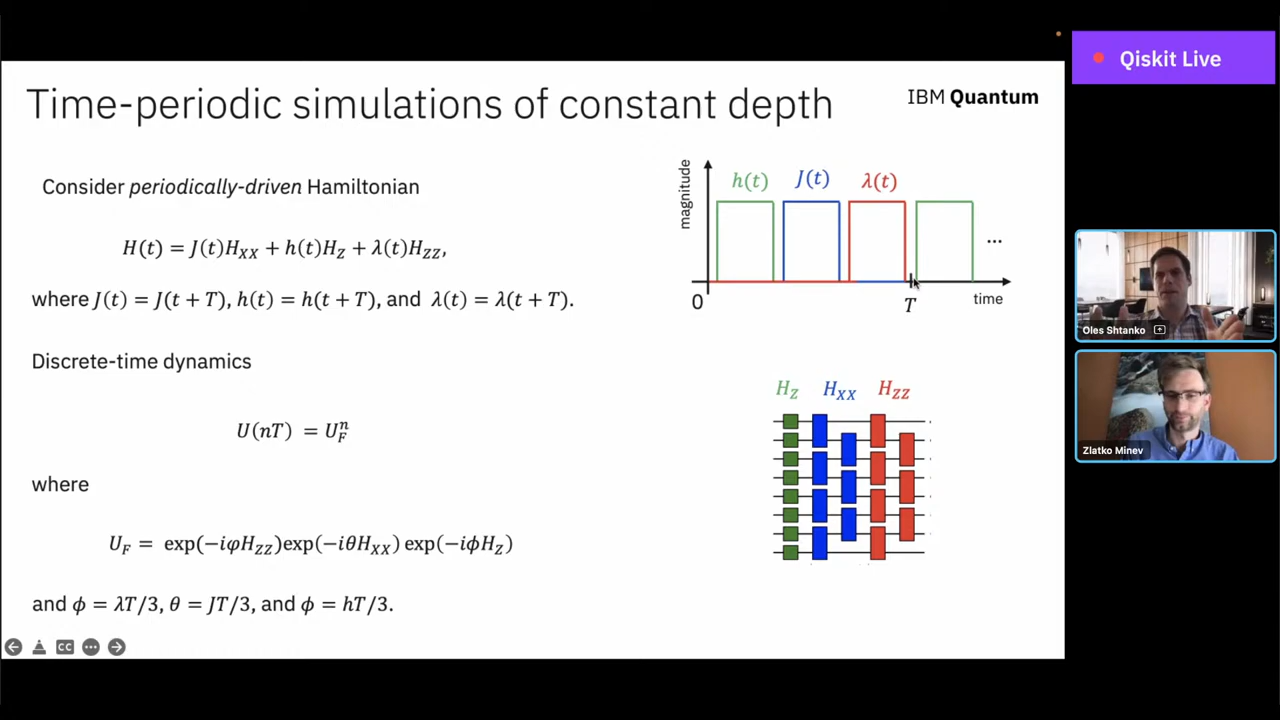 Qiskit Live
Time-periodic simulations of constant depth
IBM Quantum
Consider periodically-driven Hamiltonian
H(t) = J(t)H_XX + h(t)H_Z + λ(t)H_ZZ,
where J(t) = J(t + T), h(t) = h(t + T), and λ(t) = λ(t + T).
Discrete-time dynamics
U(nT) = U_F^n
where
U_F = exp(−iφH_ZZ)exp(−iθH_XX) exp(−iϕH_Z)
and ϕ = λT/3, θ = JT/3, and ϕ = hT/3.
magnitude
h(t) J(t) λ(t)
...
0 T time
H_Z H_XX H_ZZ
Oles Shtanko
Zlatko Minev
CC